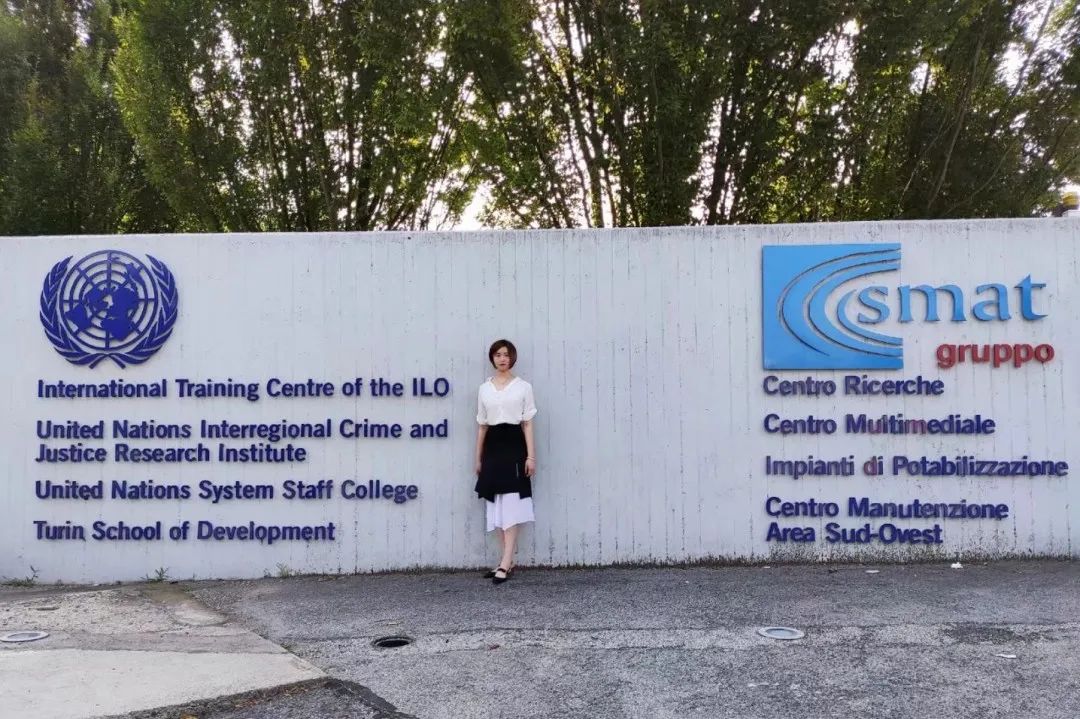 International Training Centre of the ILO
United Nations Interregional Crime and
Justice Research Institute
United Nations System Staff College
Turin School of Development
smat
gruppo
Centro Ricerche
Centro Multimediale
Impianti di Potabilizzazione
Centro Manutenzione
Area Sud-Ovest